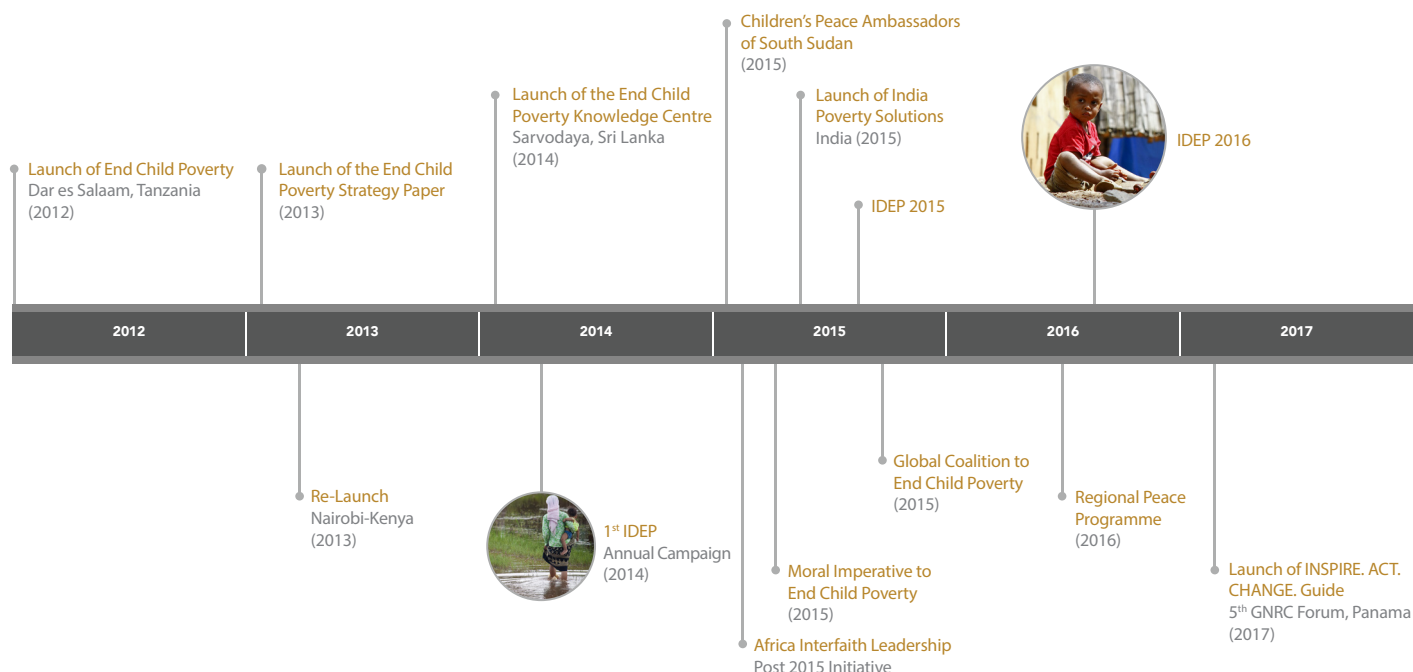 Children’s Peace Ambassadors
of South Sudan
(2015)
Launch of the End Child
Poverty Knowledge Centre
Sarvodaya, Sri Lanka
(2014)
Launch of India
Poverty Solutions
India (2015)
IDEP 2016
Launch of End Child Poverty
Dar es Salaam, Tanzania
(2012)
Launch of the End Child
Poverty Strategy Paper
(2013)
IDEP 2015
2012
2013
2014
2015
2016
2017
Re-Launch
Nairobi-Kenya
(2013)
1st IDEP
Annual Campaign
(2014)
Global Coalition to
End Child Poverty
(2015)
Regional Peace
Programme
(2016)
Moral Imperative to
End Child Poverty
(2015)
Launch of INSPIRE. ACT.
CHANGE. Guide
5th GNRC Forum, Panama
(2017)
Africa Interfaith Leadership
Post 2015 Initiative